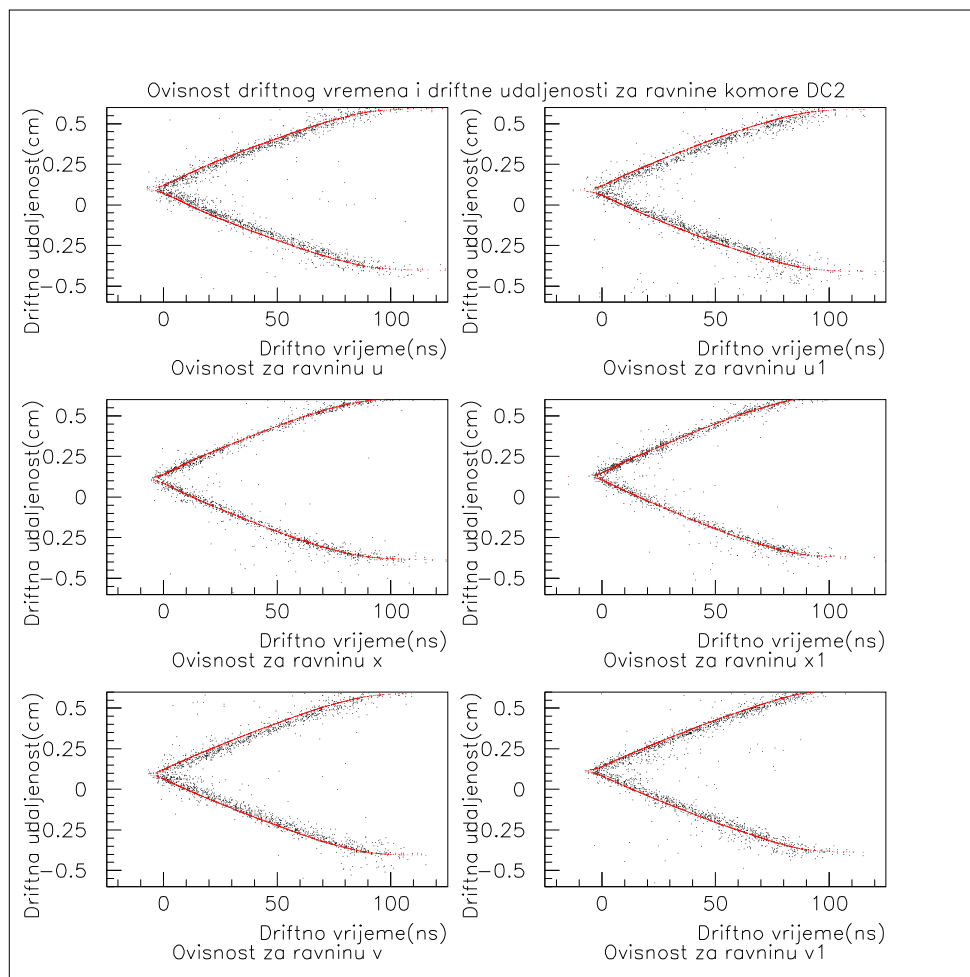 Ovisnost driftnog vremena i driftne udaljenosti za ravnine komore DC2
Driftna udaljenost(cm)
0.5
0.25
0
−0.25
−0.5
0 50 100
Driftno vrijeme(ns)
Ovisnost za ravninu u
Driftna udaljenost(cm)
0.5
0.25
0
−0.25
−0.5
0 50 100
Driftno vrijeme(ns)
Ovisnost za ravninu u1
Driftna udaljenost(cm)
0.5
0.25
0
−0.25
−0.5
0 50 100
Driftno vrijeme(ns)
Ovisnost za ravninu x
Driftna udaljenost(cm)
0.5
0.25
0
−0.25
−0.5
0 50 100
Driftno vrijeme(ns)
Ovisnost za ravninu x1
Driftna udaljenost(cm)
0.5
0.25
0
−0.25
−0.5
0 50 100
Driftno vrijeme(ns)
Ovisnost za ravninu v
Driftna udaljenost(cm)
0.5
0.25
0
−0.25
−0.5
0 50 100
Driftno vrijeme(ns)
Ovisnost za ravninu v1